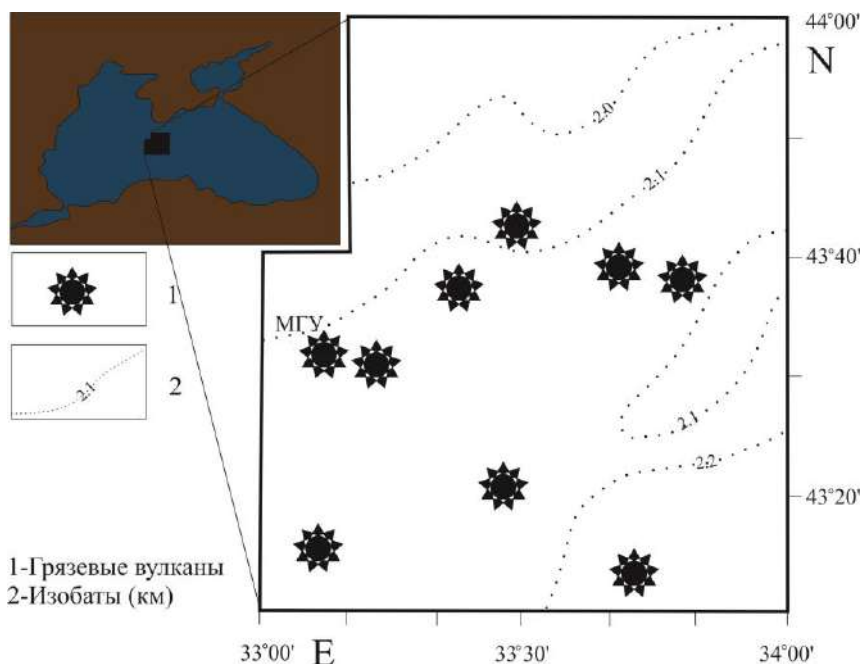 44°00'
N
2.0
2.1
43°40'
1
МГУ
2.1
2
2.1
2.2
43°20'
1-Грязевые вулканы
2-Изобаты (км)
33°00'
E
33°30'
34°00'